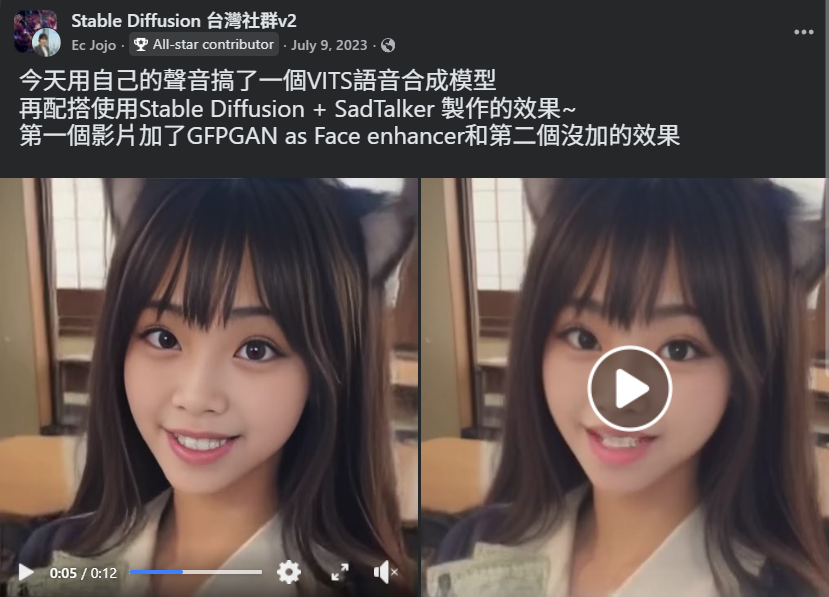 Stable Diffusion 台灣社群v2
Ec Jojo · All-star contributor · July 9, 2023 ·
今天用自己的聲音搞了一個VITS語音合成模型
再配搭使用Stable Diffusion + SadTalker 製作的效果~
第一個影片加了GFPGAN as Face enhancer和第二個沒加的效果
0:05 / 0:12